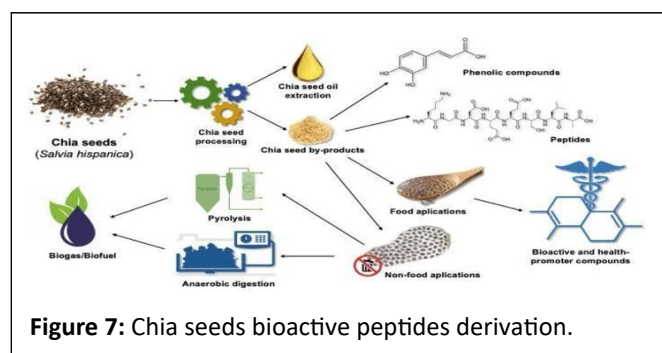 Chia seeds
(Salvia hispanica)
Chia seed
processing
Chia seed oil
extraction
Chia seed by-products
Phenolic compounds
Peptides
Food aplications
Bioactive and health-
promoter compounds
Non-food aplications
Pyrolysis
Anaerobic digestion
Biogas/Biofuel
Figure 7: Chia seeds bioactive peptides derivation.